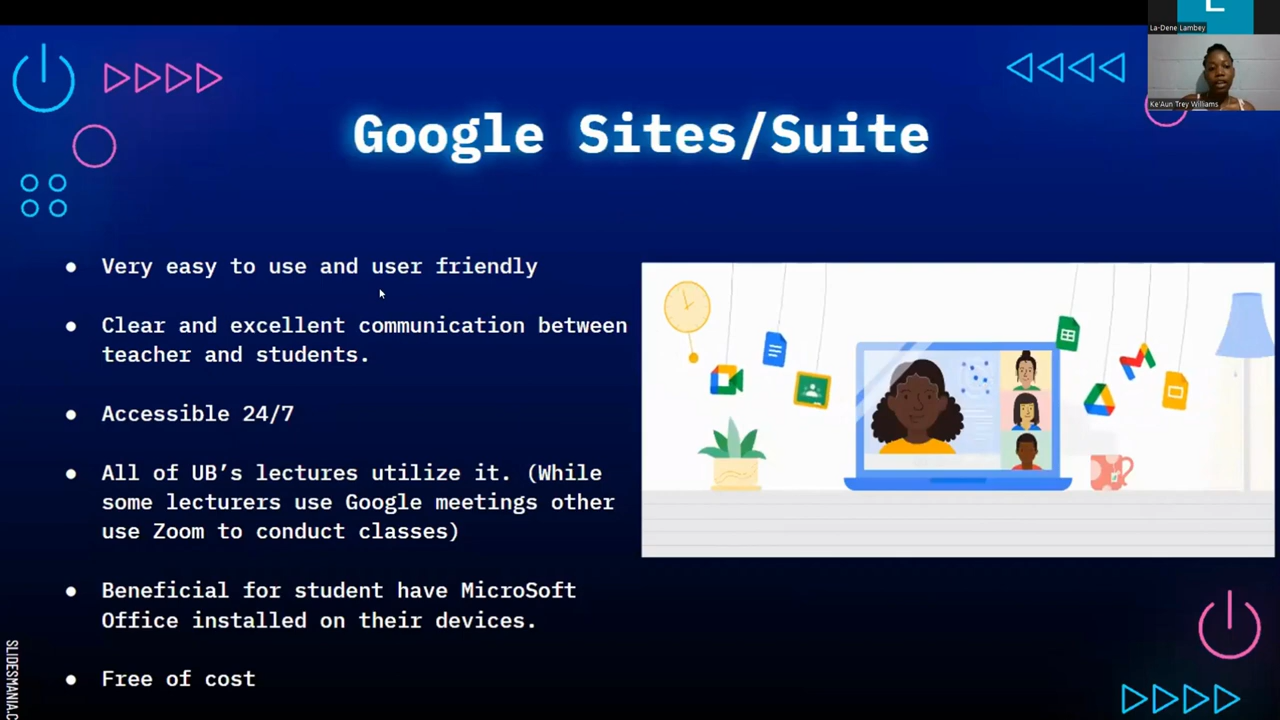 La-Dene Lambey
Ke'Aun Trey Williams
Google Sites/Suite
● Very easy to use and user friendly
● Clear and excellent communication between
teacher and students.
● Accessible 24/7
● All of UB's lectures utilize it. (While
some lecturers use Google meetings other
use Zoom to conduct classes)
● Beneficial for student have MicroSoft
Office installed on their devices.
● Free of cost
SLIDESMANIA.C